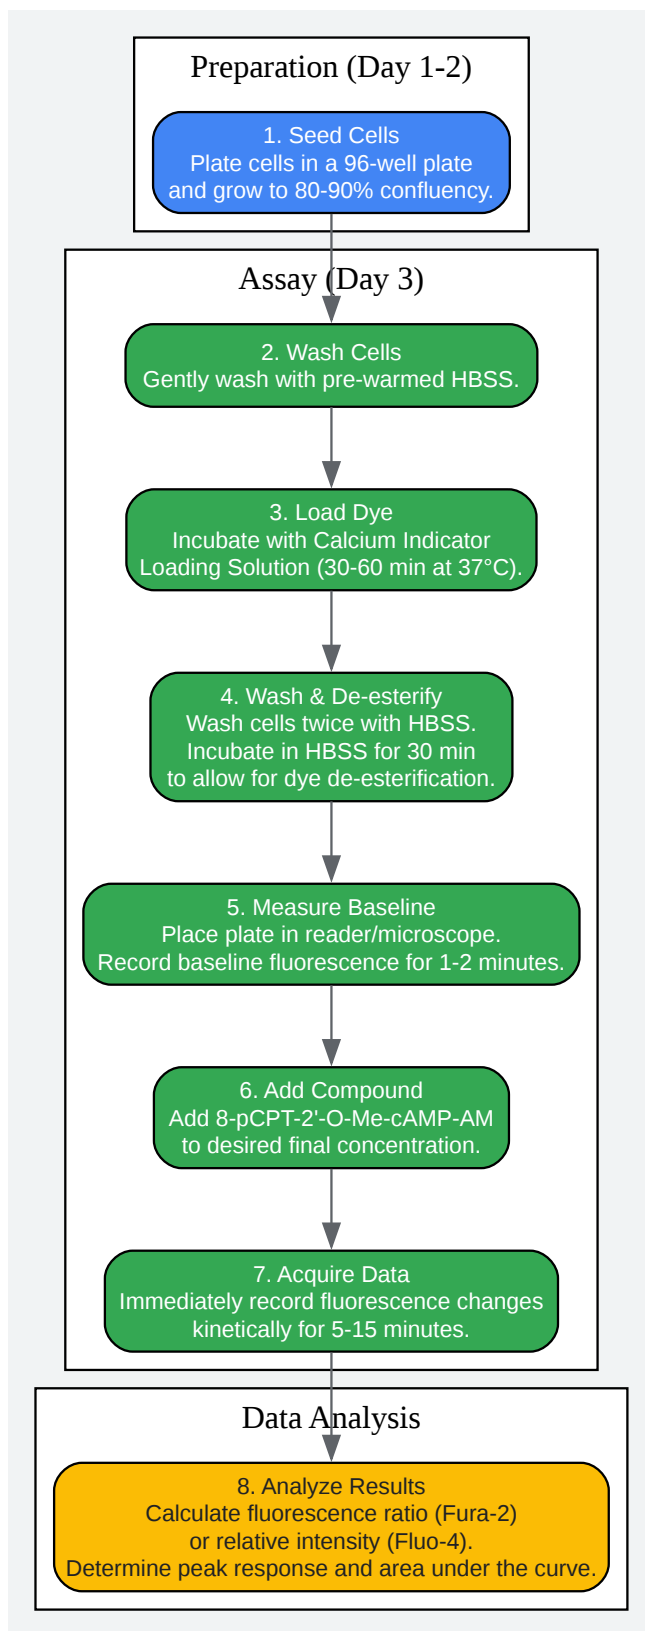 Preparation (Day 1-2)
1. Seed Cells
Plate cells in a 96-well plate
and grow to 80-90% confluency.
Assay (Day 3)
2. Wash Cells
Gently wash with pre-warmed HBSS.
3. Load Dye
Incubate with Calcium Indicator
Loading Solution (30-60 min at 37°C).
4. Wash & De-esterify
Wash cells twice with HBSS.
Incubate in HBSS for 30 min
to allow for dye de-esterification.
5. Measure Baseline
Place plate in reader/microscope.
Record baseline fluorescence for 1-2 minutes.
6. Add Compound
Add 8-pCPT-2'-O-Me-cAMP-AM
to desired final concentration.
7. Acquire Data
Immediately record fluorescence changes
kinetically for 5-15 minutes.
Data Analysis
8. Analyze Results
Calculate fluorescence ratio (Fura-2)
or relative intensity (Fluo-4).
Determine peak response and area under the curve.